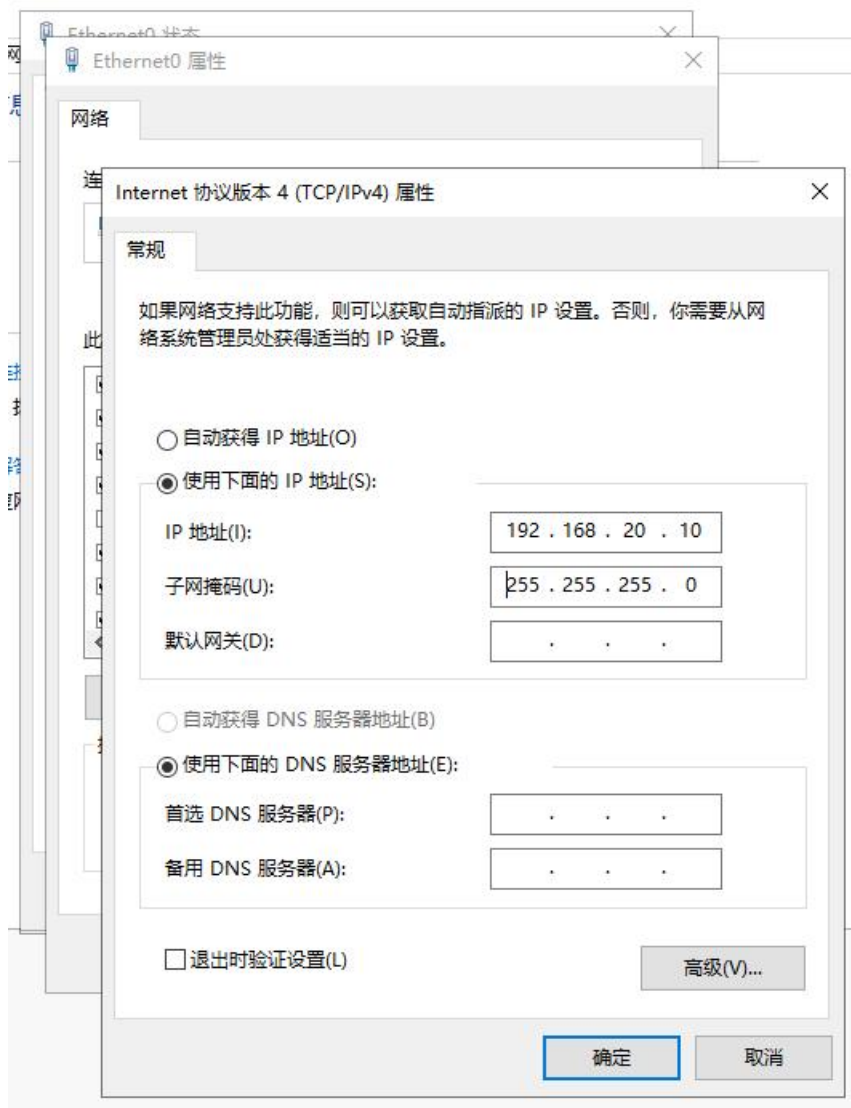 Ethernet0 状态
Ethernet0 属性
网络
Internet 协议版本 4 (TCP/IPv4) 属性
常规
如果网络支持此功能，则可以获取自动指派的 IP 设置。否则，你需要从网
络系统管理员处获得适当的 IP 设置。
自动获得 IP 地址(O)
使用下面的 IP 地址(S):
IP 地址(I):
192 . 168 . 20 . 10
子网掩码(U):
255 . 255 . 255 . 0
默认网关(D):
. . .
自动获得 DNS 服务器地址(B)
使用下面的 DNS 服务器地址(E):
首选 DNS 服务器(P):
. . .
备用 DNS 服务器(A):
. . .
退出时验证设置(L)
高级(V)...
确定
取消